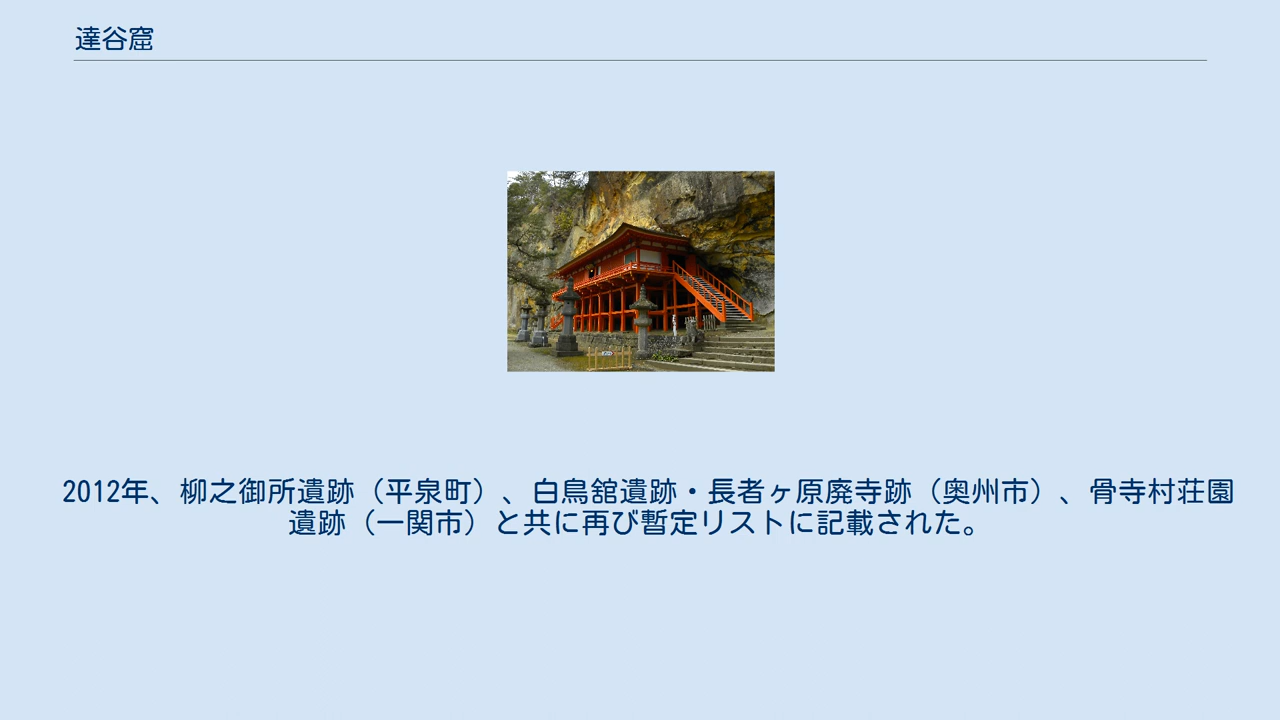 達谷窟
2012年、柳之御所遺跡（平泉町）、白鳥舘遺跡・長者ヶ原廃寺跡（奥州市）、骨寺村荘園
遺跡（一関市）と共に再び暫定リストに記載された。